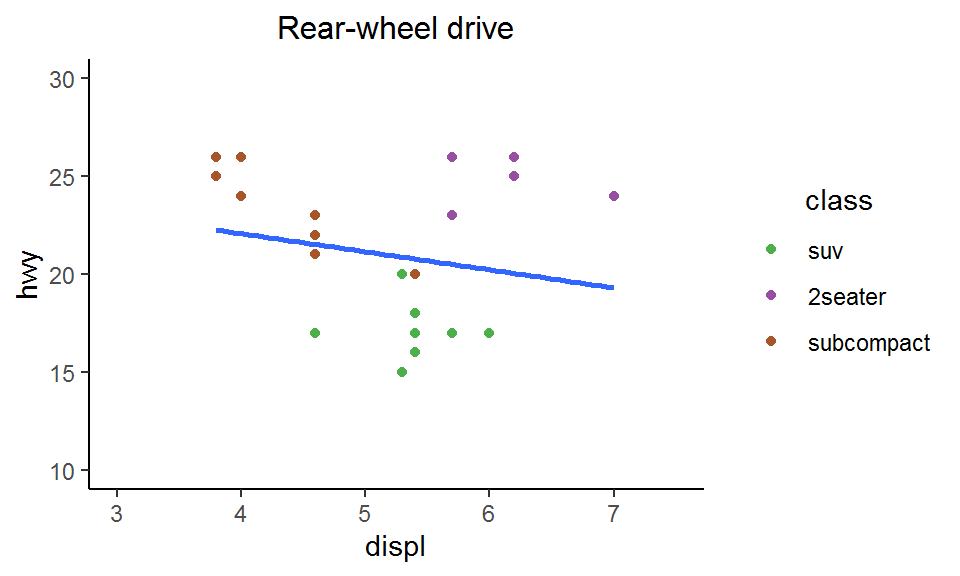 Rear-wheel drive
30
25
20
15
10
hwy
3 4 5 6 7
displ
class
suv
2seater
subcompact